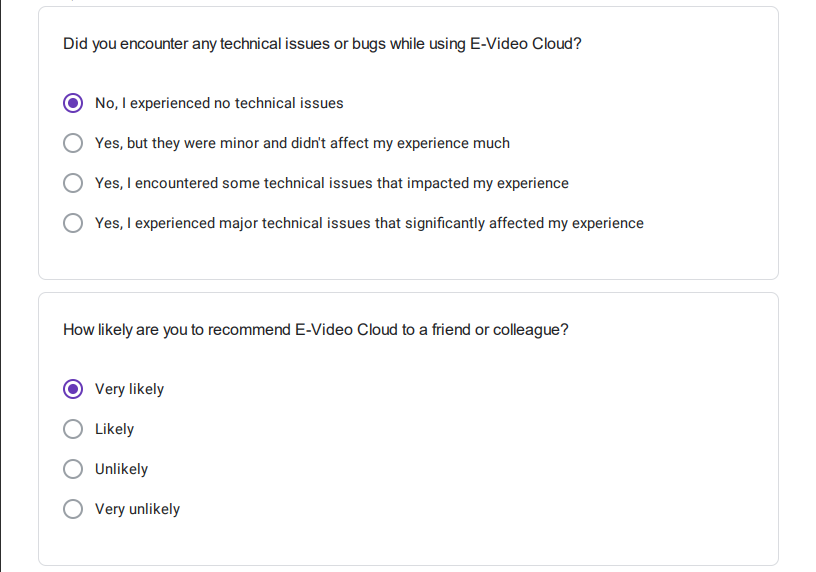 Did you encounter any technical issues or bugs while using E-Video Cloud?
No, I experienced no technical issues
Yes, but they were minor and didn't affect my experience much
Yes, I encountered some technical issues that impacted my experience
Yes, I experienced major technical issues that significantly affected my experience
How likely are you to recommend E-Video Cloud to a friend or colleague?
Very likely
Likely
Unlikely
Very unlikely